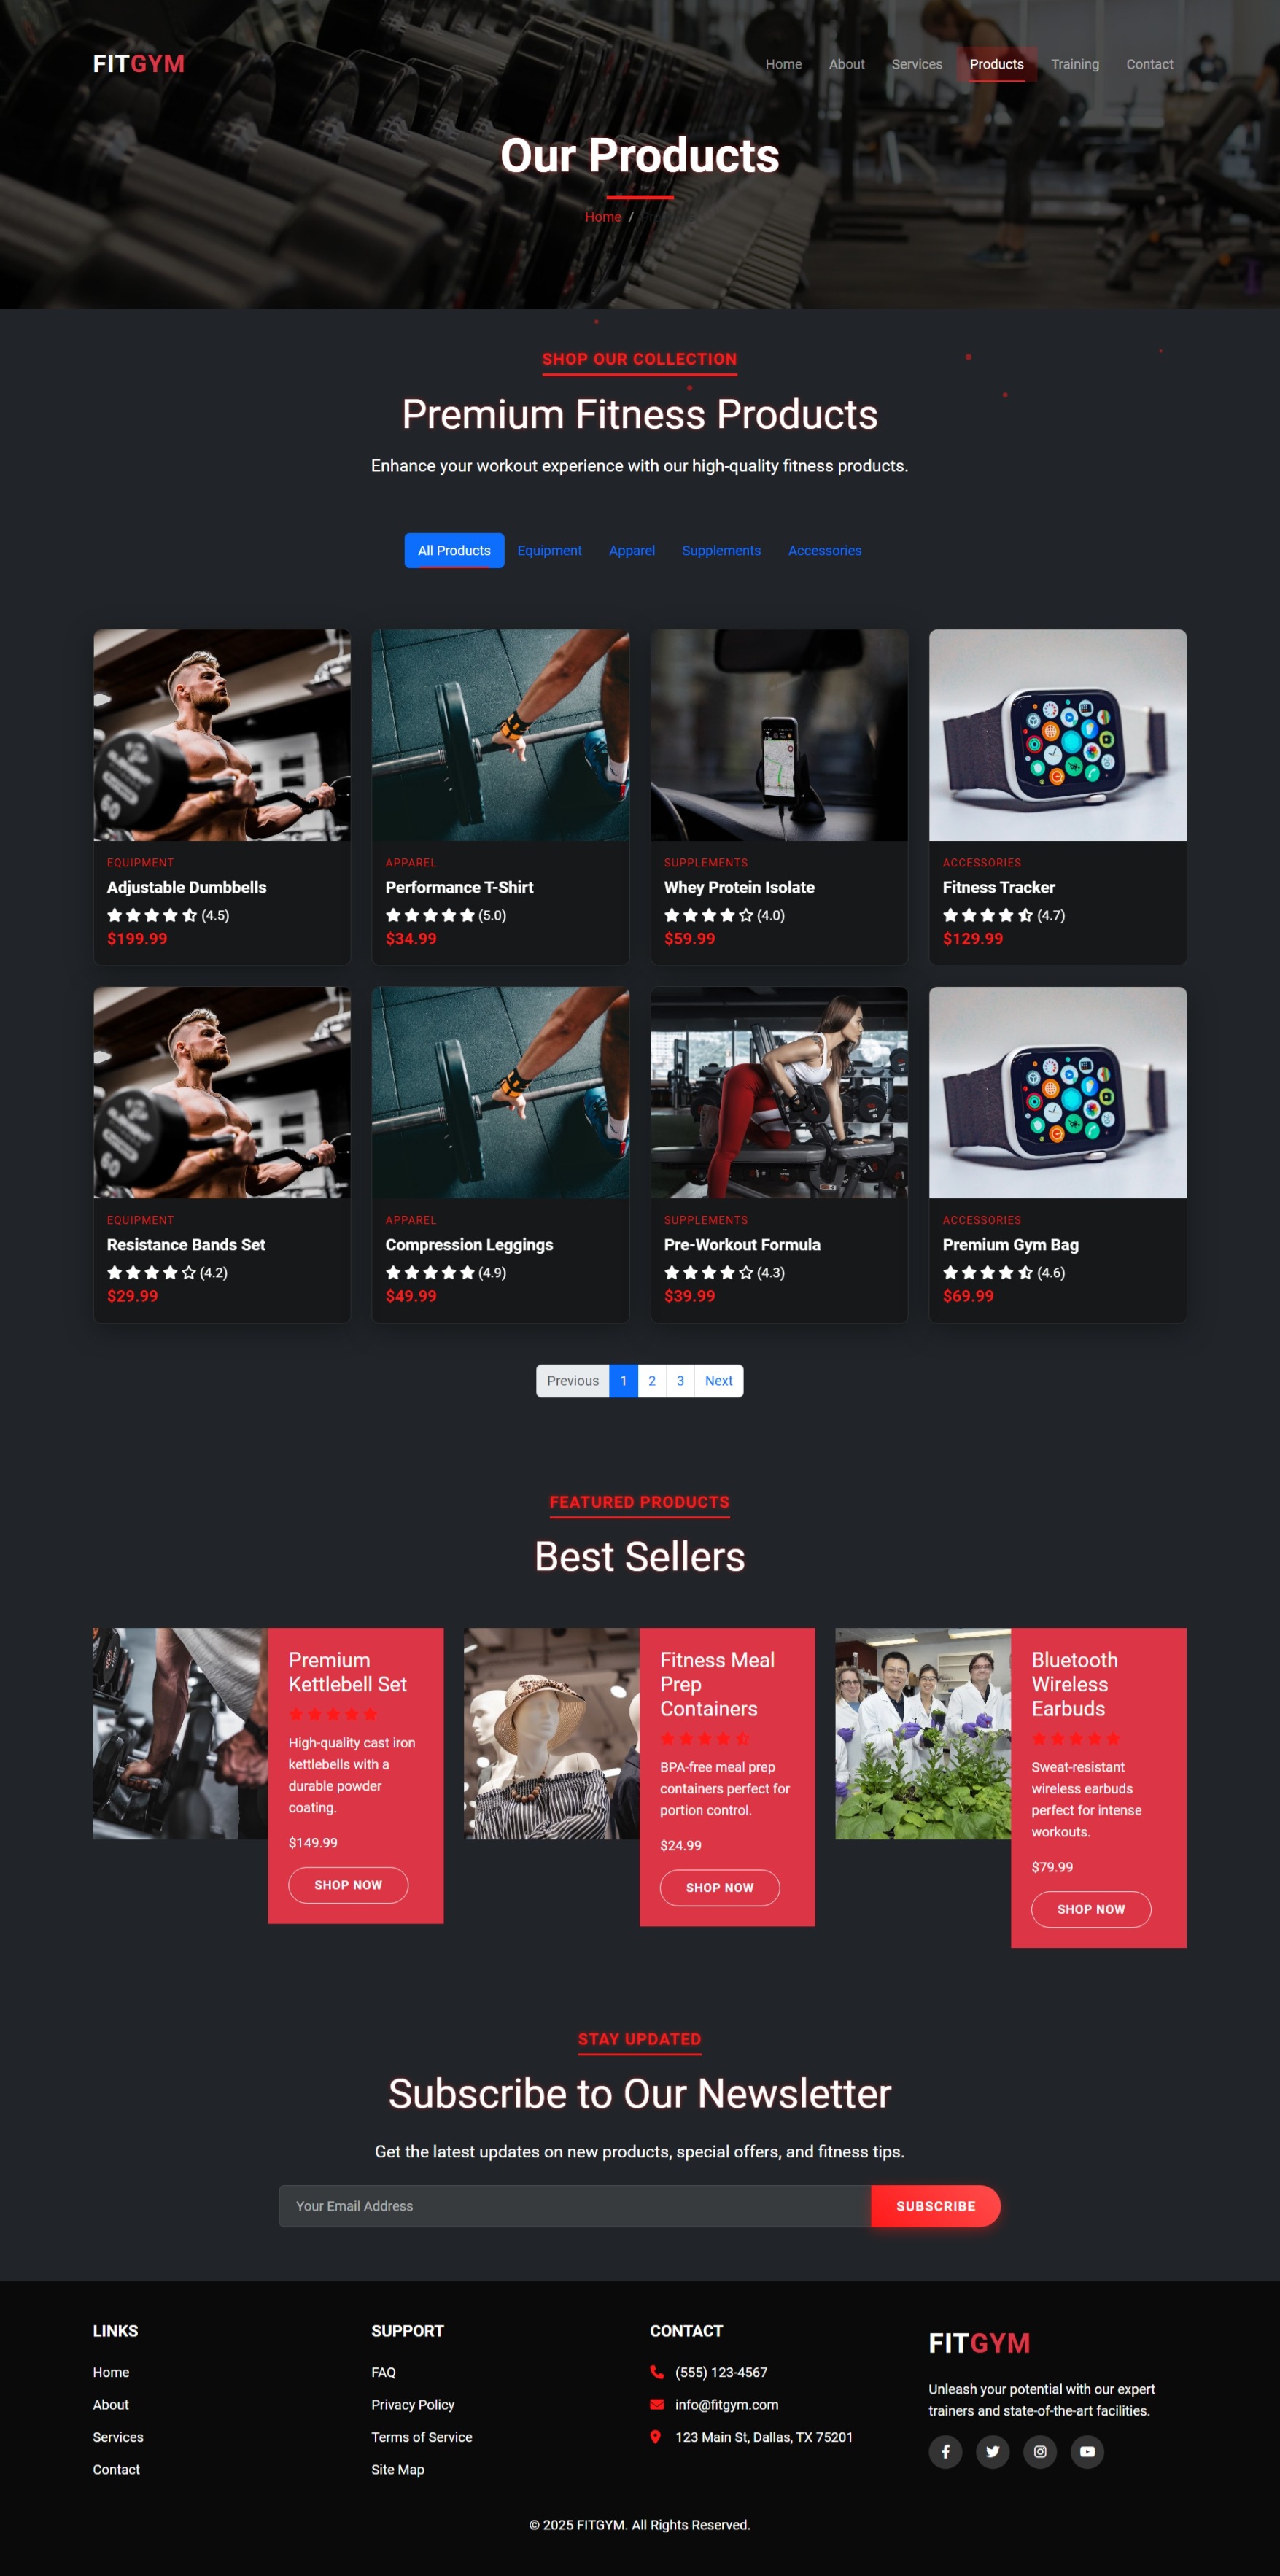 FITGYM
Home
About
Services
Products
Training
Contact
Our Products
Home / Products
SHOP OUR COLLECTION
Premium Fitness Products
Enhance your workout experience with our high-quality fitness products.
All Products
Equipment
Apparel
Supplements
Accessories
EQUIPMENT
Adjustable Dumbbells
(4.5)
$199.99
APPAREL
Performance T-Shirt
(5.0)
$34.99
SUPPLEMENTS
Whey Protein Isolate
(4.0)
$59.99
ACCESSORIES
Fitness Tracker
(4.7)
$129.99
EQUIPMENT
Resistance Bands Set
(4.2)
$29.99
APPAREL
Compression Leggings
(4.9)
$49.99
SUPPLEMENTS
Pre-Workout Formula
(4.3)
$39.99
ACCESSORIES
Premium Gym Bag
(4.6)
$69.99
Previous
1
2
3
Next
FEATURED PRODUCTS
Best Sellers
Premium
Kettlebell Set
High-quality cast iron
kettlebells with a
durable powder
coating.
$149.99
SHOP NOW
Fitness Meal
Prep
Containers
BPA-free meal prep
containers perfect for
portion control.
$24.99
SHOP NOW
Bluetooth
Wireless
Earbuds
Sweat-resistant
wireless earbuds
perfect for intense
workouts.
$79.99
SHOP NOW
STAY UPDATED
Subscribe to Our Newsletter
Get the latest updates on new products, special offers, and fitness tips.
Your Email Address
SUBSCRIBE
LINKS
Home
About
Services
Contact
SUPPORT
FAQ
Privacy Policy
Terms of Service
Site Map
CONTACT
(555) 123-4567
info@fitgym.com
123 Main St, Dallas, TX 75201
FITGYM
Unleash your potential with our expert
trainers and state-of-the-art facilities.
© 2025 FITGYM. All Rights Reserved.